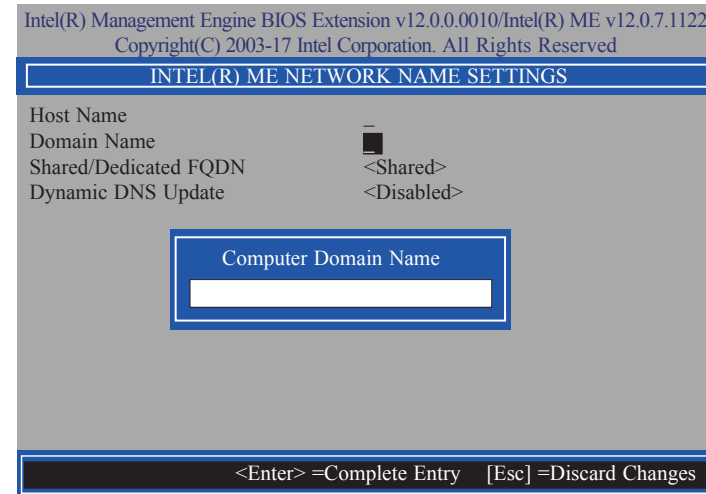 Intel(R) Management Engine BIOS Extension v12.0.0.0010/Intel(R) ME v12.0.7.1122
Copyright(C) 2003-17 Intel Corporation. All Rights Reserved
INTEL(R) ME NETWORK NAME SETTINGS
Host Name _
Domain Name _
Shared/Dedicated FQDN <Shared>
Dynamic DNS Update <Disabled>
Computer Domain Name
<Enter> =Complete Entry [Esc] =Discard Changes